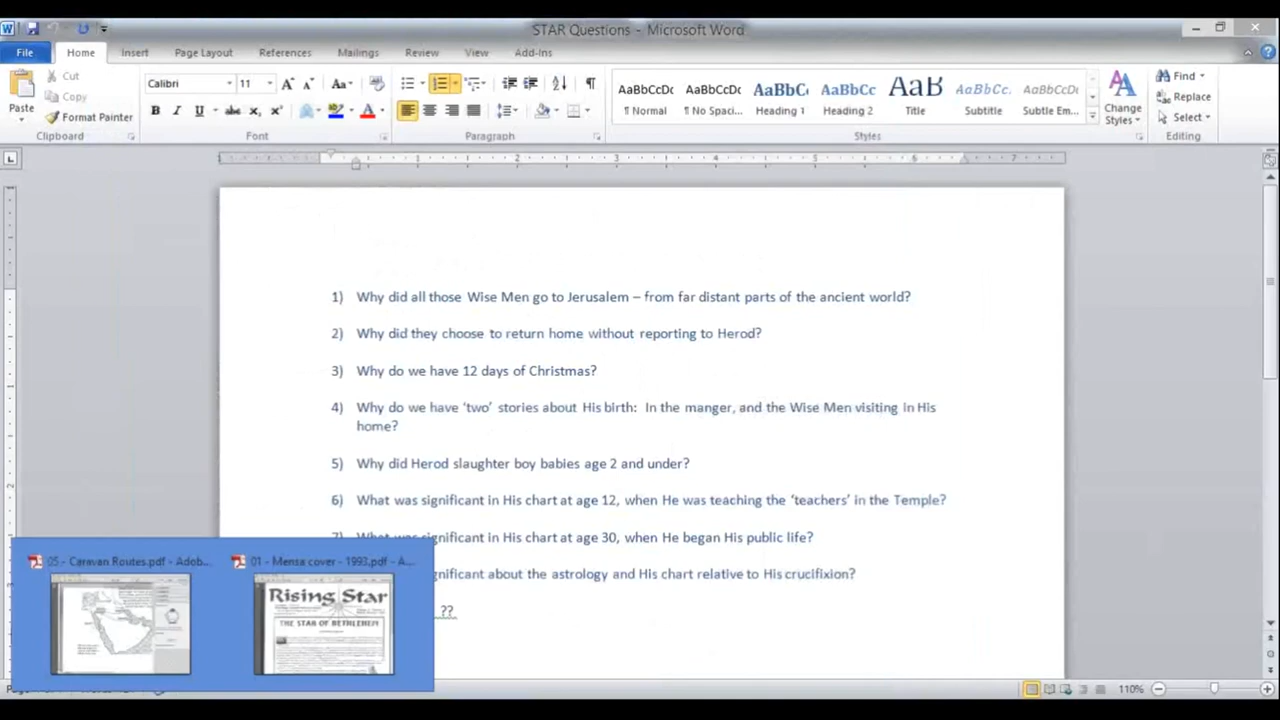 STAR Questions - Microsoft Word
File Home Insert Page Layout References Mailings Review View Add-Ins
Paste
Cut
Copy
Format Painter
Clipboard
Calibri 11
Font
Paragraph
AaBbCcDc AaBbCcDc AaBbCc AaBbCc AaB AaBbCc. AaBbCcDc
¶ Normal ¶ No Spaci... Heading 1 Heading 2 Title Subtitle Subtle Em...
Styles
Change Styles
Find
Replace
Select
Editing
1) Why did all those Wise Men go to Jerusalem – from far distant parts of the ancient world?
2) Why did they choose to return home without reporting to Herod?
3) Why do we have 12 days of Christmas?
4) Why do we have ‘two’ stories about His birth: In the manger, and the Wise Men visiting in His
home?
5) Why did Herod slaughter boy babies age 2 and under?
6) What was significant in His chart at age 12, when He was teaching the ‘teachers’ in the Temple?
7) What was significant in His chart at age 30, when He began His public life?
gnificant about the astrology and His chart relative to His crucifixion?
??
05 - Caravan Routes.pdf - Adob...
01 - Mensa cover - 1993.pdf - A...
Rising Star
THE STAR OF BETHLEHEM
110%